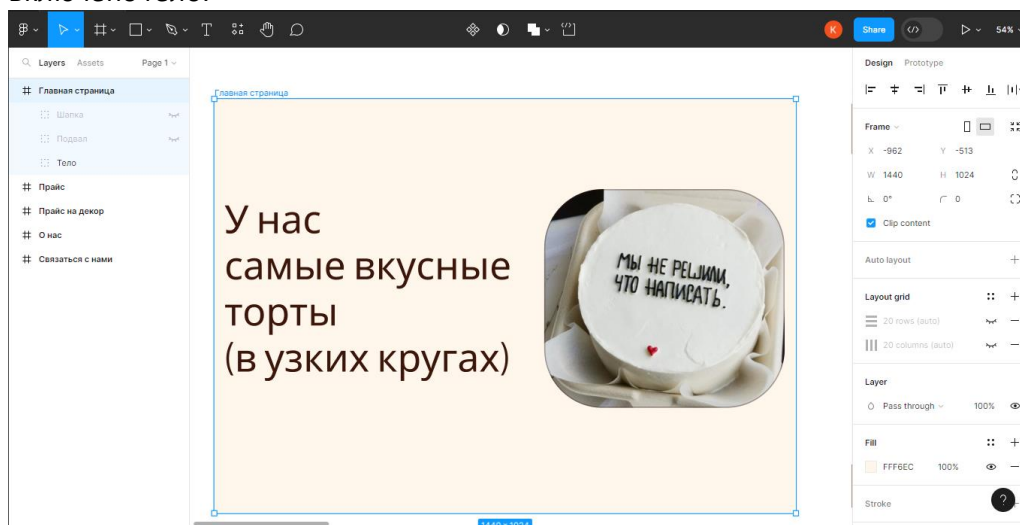 включено тело.
Layers Assets Page 1
Главная страница
Шапка
Подвал
Тело
Прайс
Прайс на декор
О нас
Связаться с нами
K
Share
54%
Главная страница
У нас
самые вкусные
торты
(в узких кругах)
МЫ НЕ РЕШИЛИ,
ЧТО НАПИСАТЬ.
1440 × 1024
Design Prototype
Frame
X -962 Y -513
W 1440 H 1024
0° 0
Clip content
Auto layout
Layout grid
20 rows (auto)
20 columns (auto)
Layer
Pass through 100%
Fill
FFF6EC 100%
Stroke
?